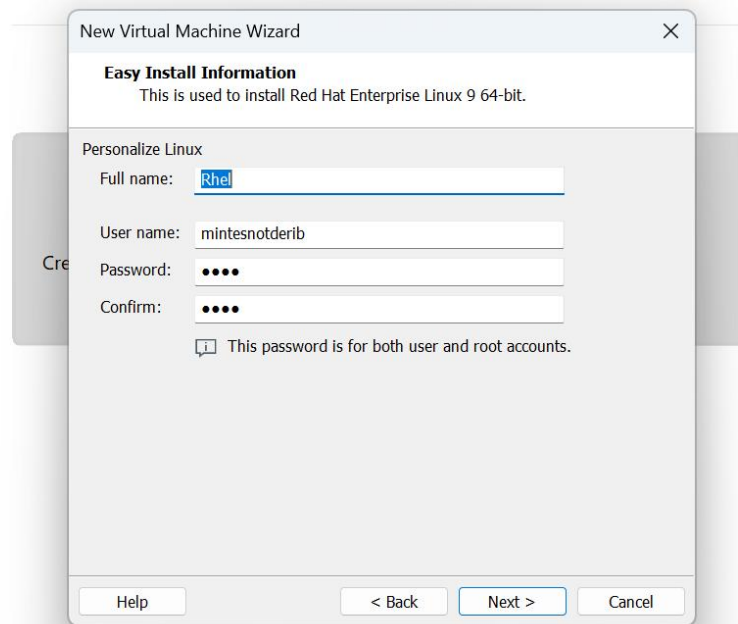 New Virtual Machine Wizard
Easy Install Information
This is used to install Red Hat Enterprise Linux 9 64-bit.
Personalize Linux
Full name: Rhel
User name: mintesnotderib
Cre
Password: ••••
Confirm: ••••
This password is for both user and root accounts.
Help < Back Next > Cancel